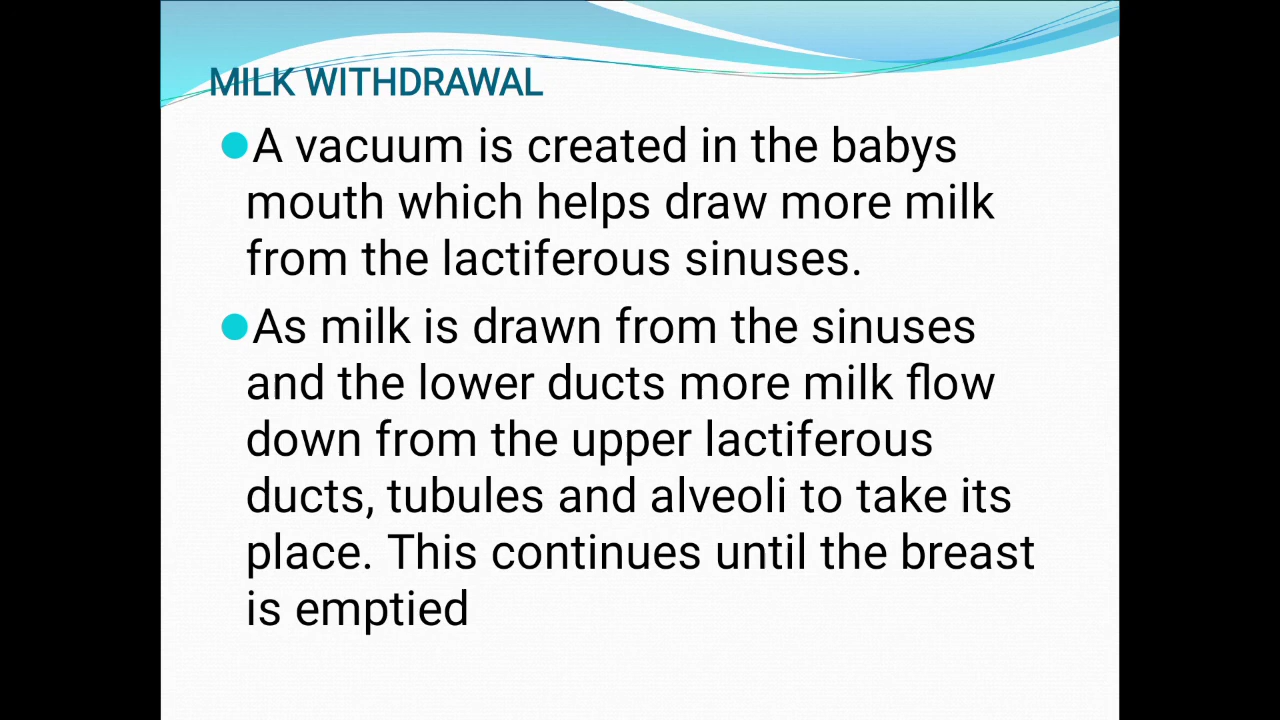 MILK WITHDRAWAL
A vacuum is created in the babys
mouth which helps draw more milk
from the lactiferous sinuses.
As milk is drawn from the sinuses
and the lower ducts more milk flow
down from the upper lactiferous
ducts, tubules and alveoli to take its
place. This continues until the breast
is emptied